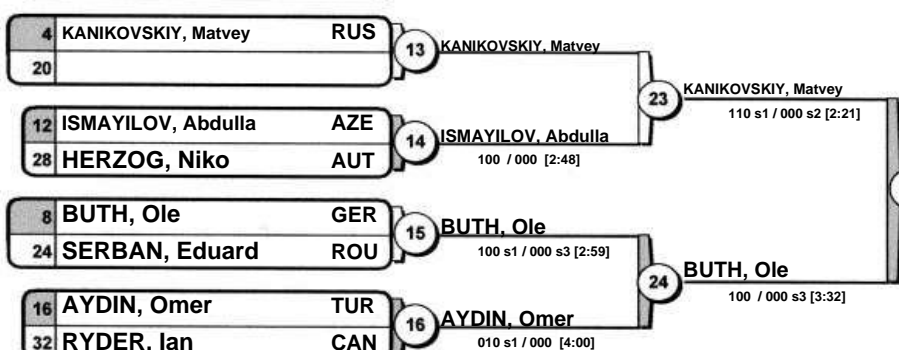 4 KANIKOVSKIY, Matvey RUS
20
13
KANIKOVSKIY, Matvey
12 ISMAYILOV, Abdulla AZE
28 HERZOG, Niko AUT
14
ISMAYILOV, Abdulla
100 / 000 [2:48]
23
KANIKOVSKIY, Matvey
110 s1 / 000 s2 [2:21]
8 BUTH, Ole GER
24 SERBAN, Eduard ROU
15
BUTH, Ole
100 s1 / 000 s3 [2:59]
16 AYDIN, Omer TUR
32 RYDER, Ian CAN
16
AYDIN, Omer
010 s1 / 000 [4:00]
24
BUTH, Ole
100 / 000 s3 [3:32]